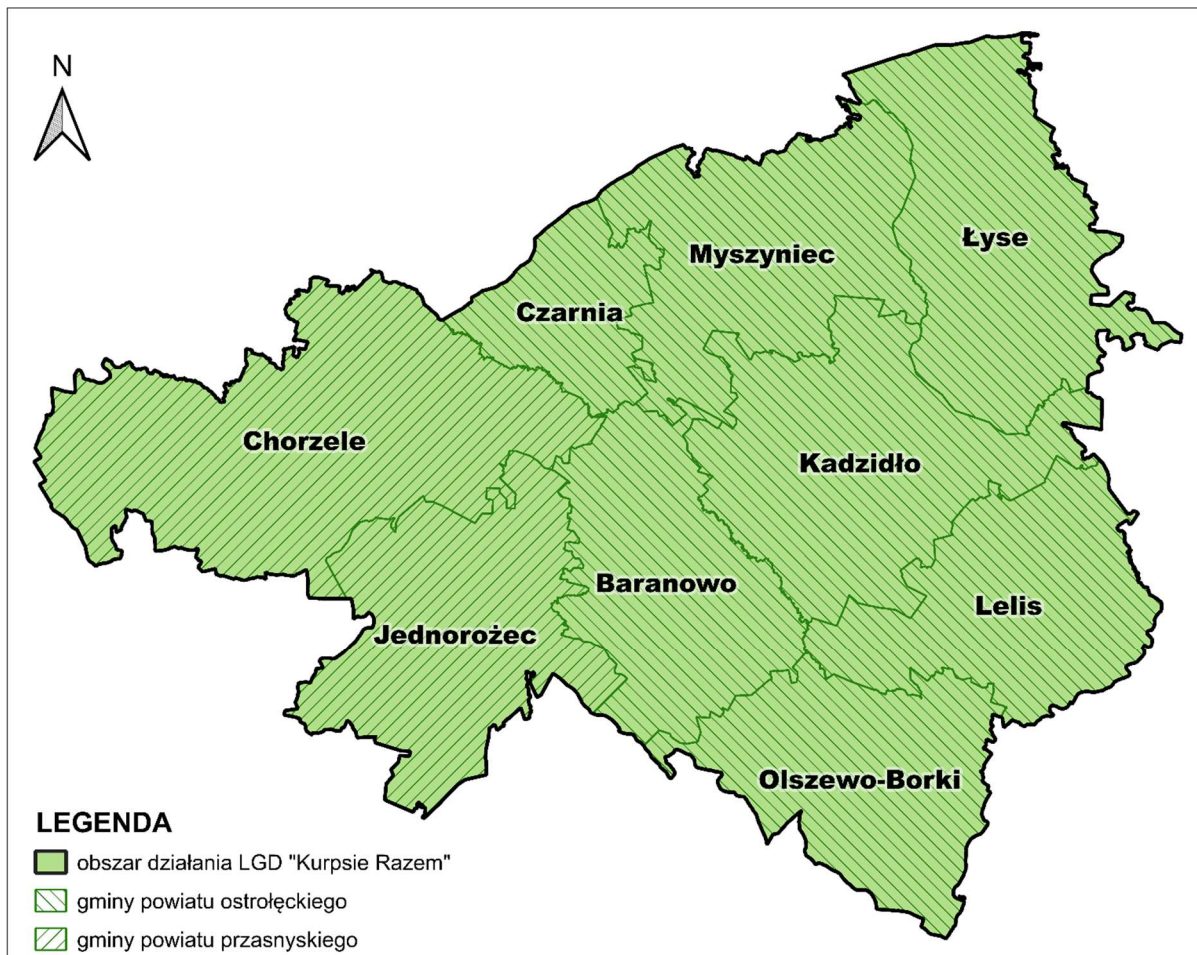 N
Łyse
Myszyniec
Czarnia
Chorzele
Kadzidło
Baranowo
Lelis
Jednorożec
Olszewo-Borki
LEGENDA
obszar działania LGD "Kurpsie Razem"
gminy powiatu ostrołęckiego
gminy powiatu przasnyskiego